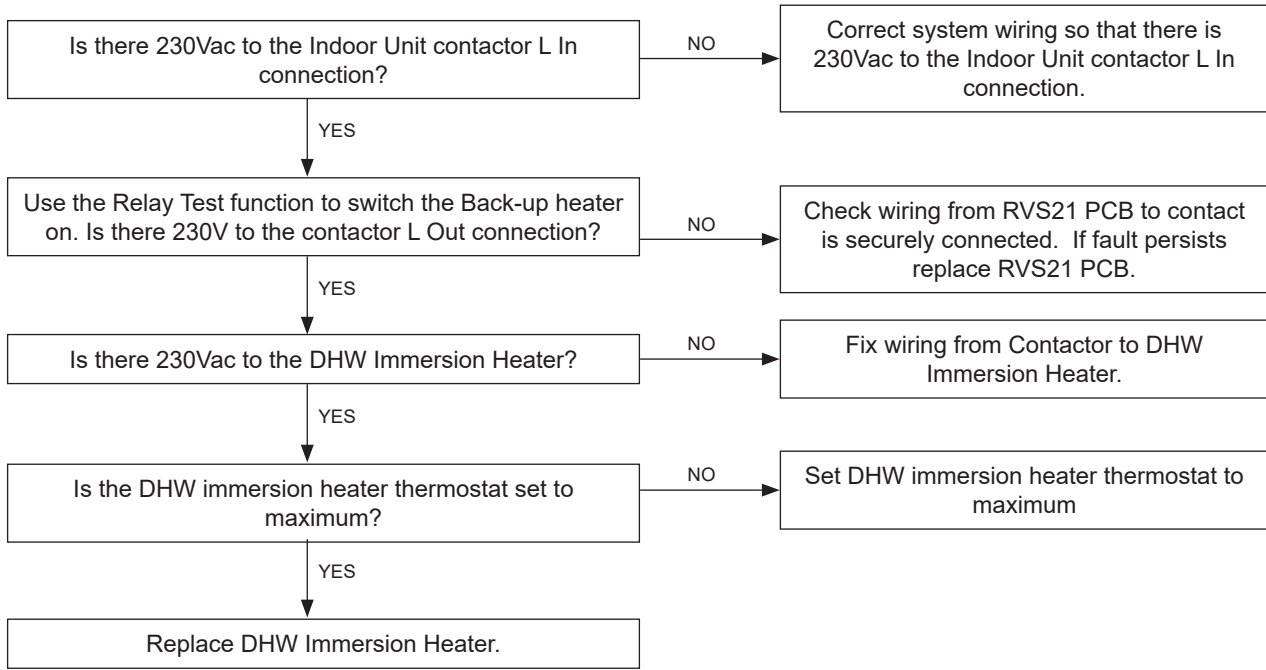 Is there 230Vac to the Indoor Unit contactor L In
connection?
NO
Correct system wiring so that there is
230Vac to the Indoor Unit contactor L In
connection.
YES
Use the Relay Test function to switch the Back-up heater
on. Is there 230V to the contactor L Out connection?
NO
Check wiring from RVS21 PCB to contact
is securely connected.  If fault persists
replace RVS21 PCB.
YES
Is there 230Vac to the DHW Immersion Heater?
NO
Fix wiring from Contactor to DHW
Immersion Heater.
YES
Is the DHW immersion heater thermostat set to
maximum?
NO
Set DHW immersion heater thermostat to
maximum
YES
Replace DHW Immersion Heater.